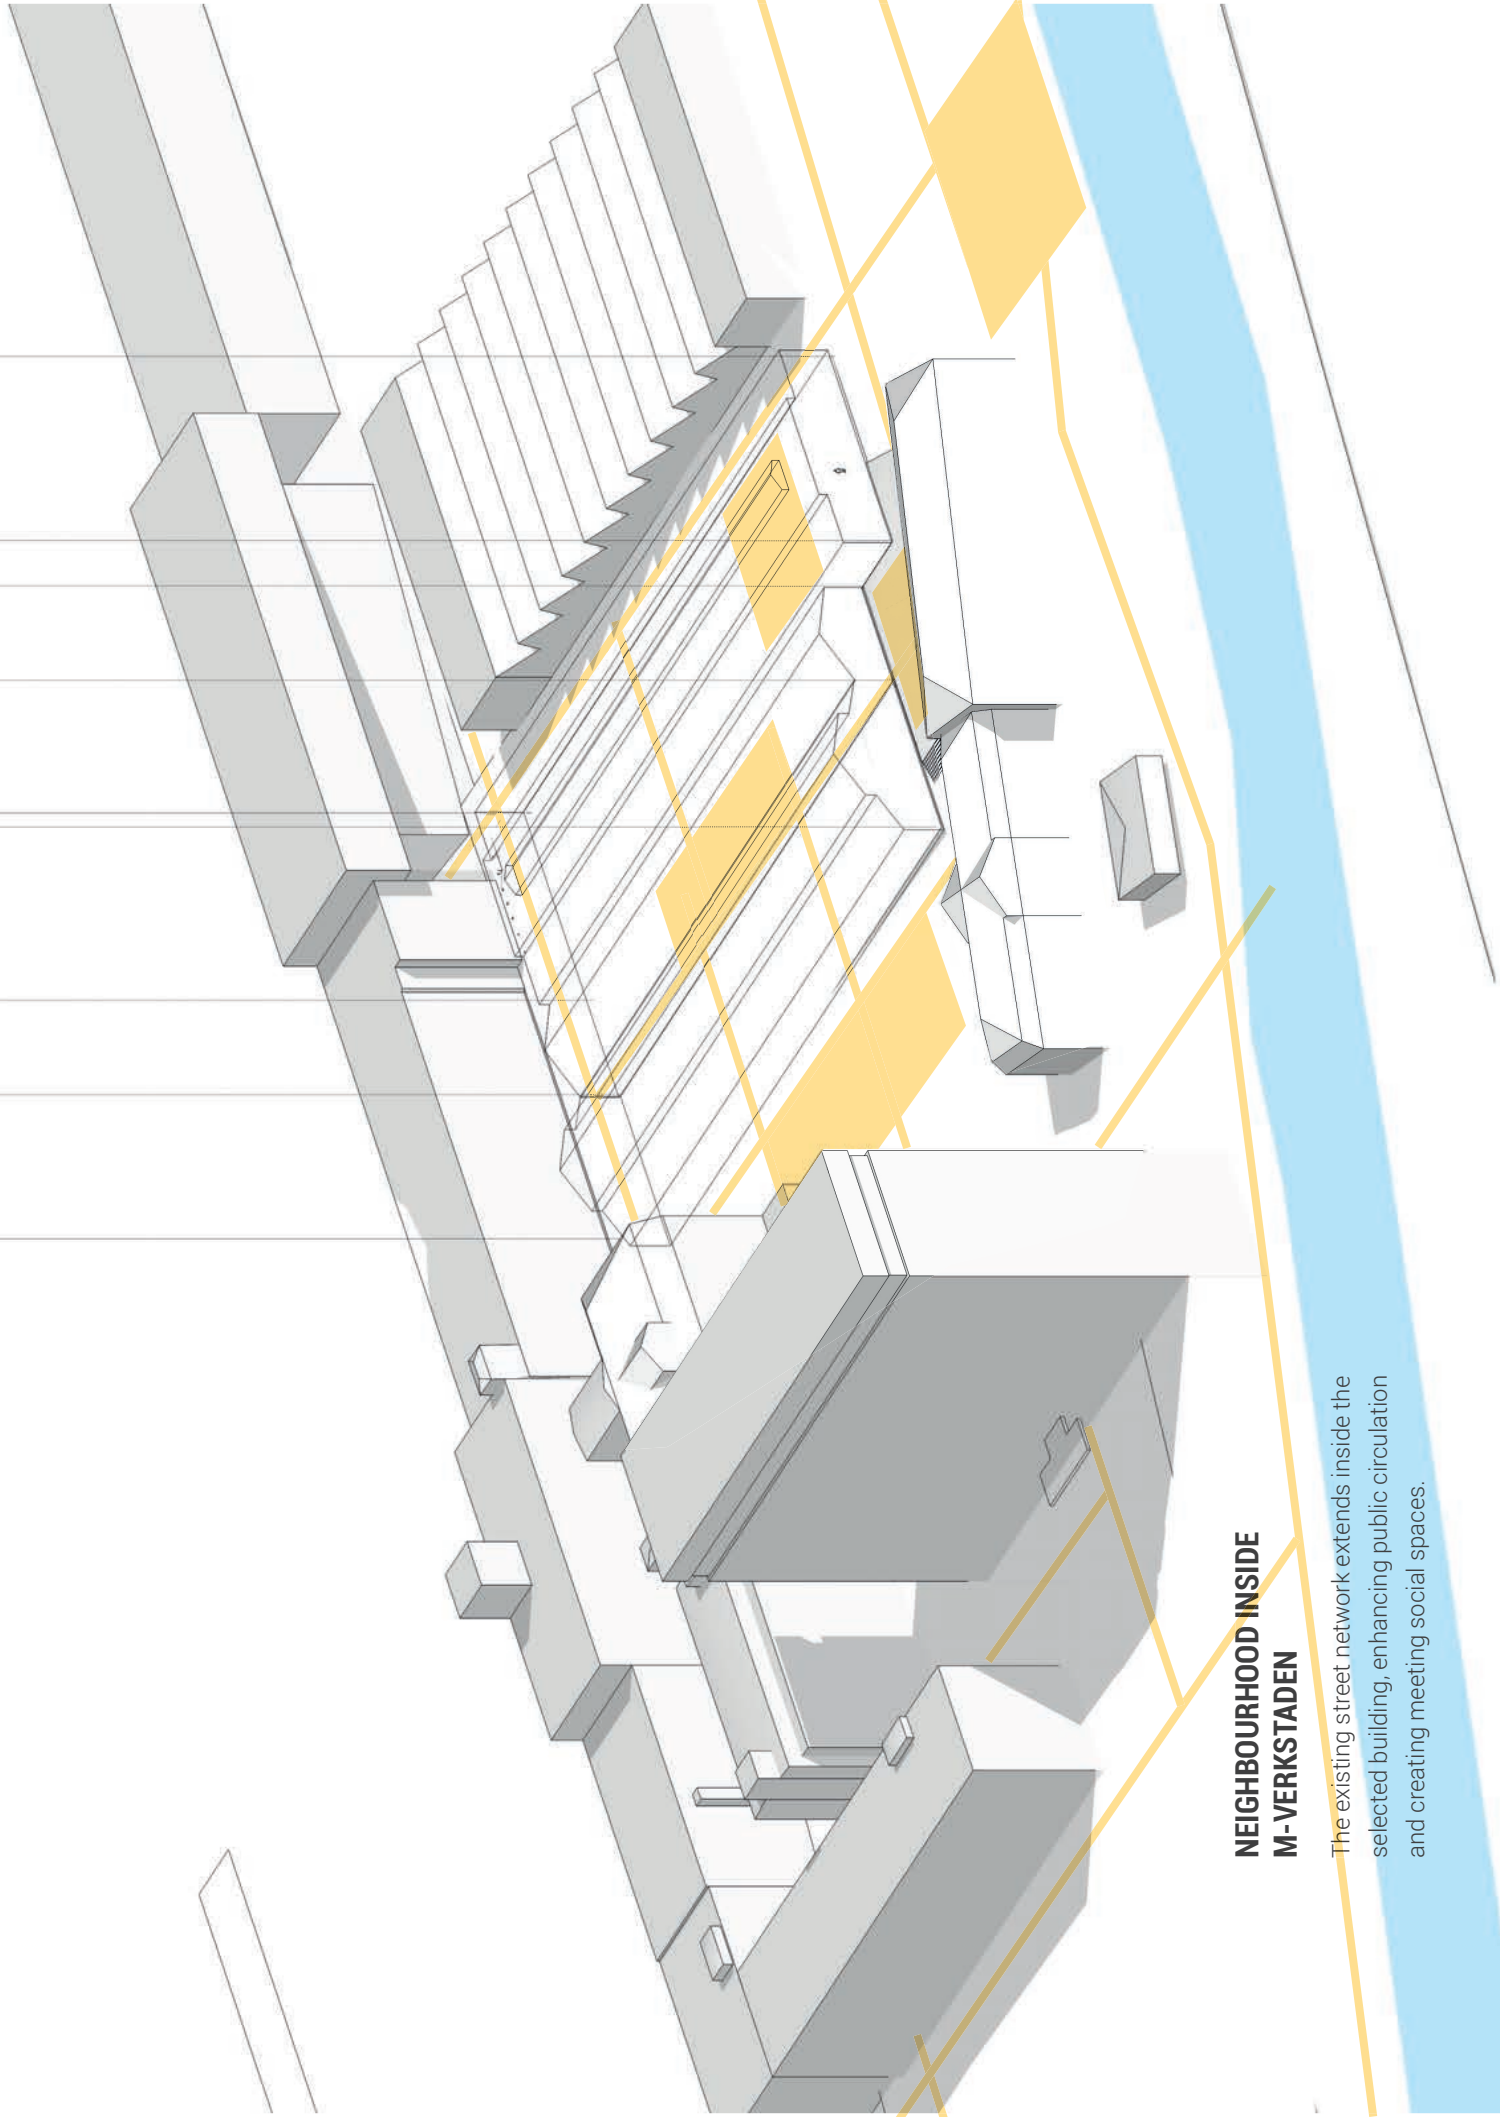 NEIGHBOURHOOD INSIDE
M-VERKSTADEN
The existing street network extends inside the
selected building, enhancing public circulation
and creating meeting social spaces.